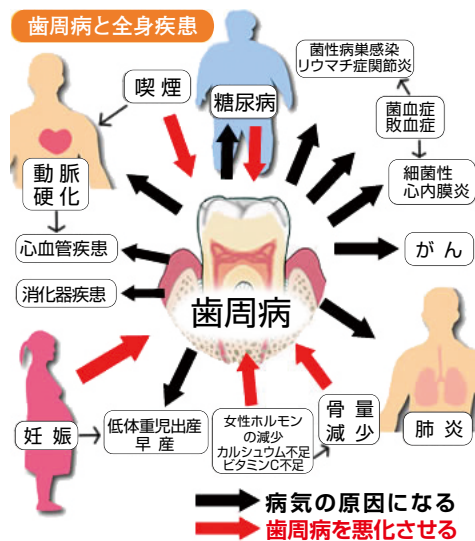 歯周病と全身疾患
菌性病巣感染
リウマチ症関節炎
喫煙
糖尿病
菌血症
敗血症
動脈
硬化
細菌性
心内膜炎
心血管疾患
がん
消化器疾患
歯周病
妊娠
低体重児出産
早産
女性ホルモン
の減少
カルシュウム不足
ビタミンC不足
骨量
減少
肺炎
病気の原因になる
歯周病を悪化させる